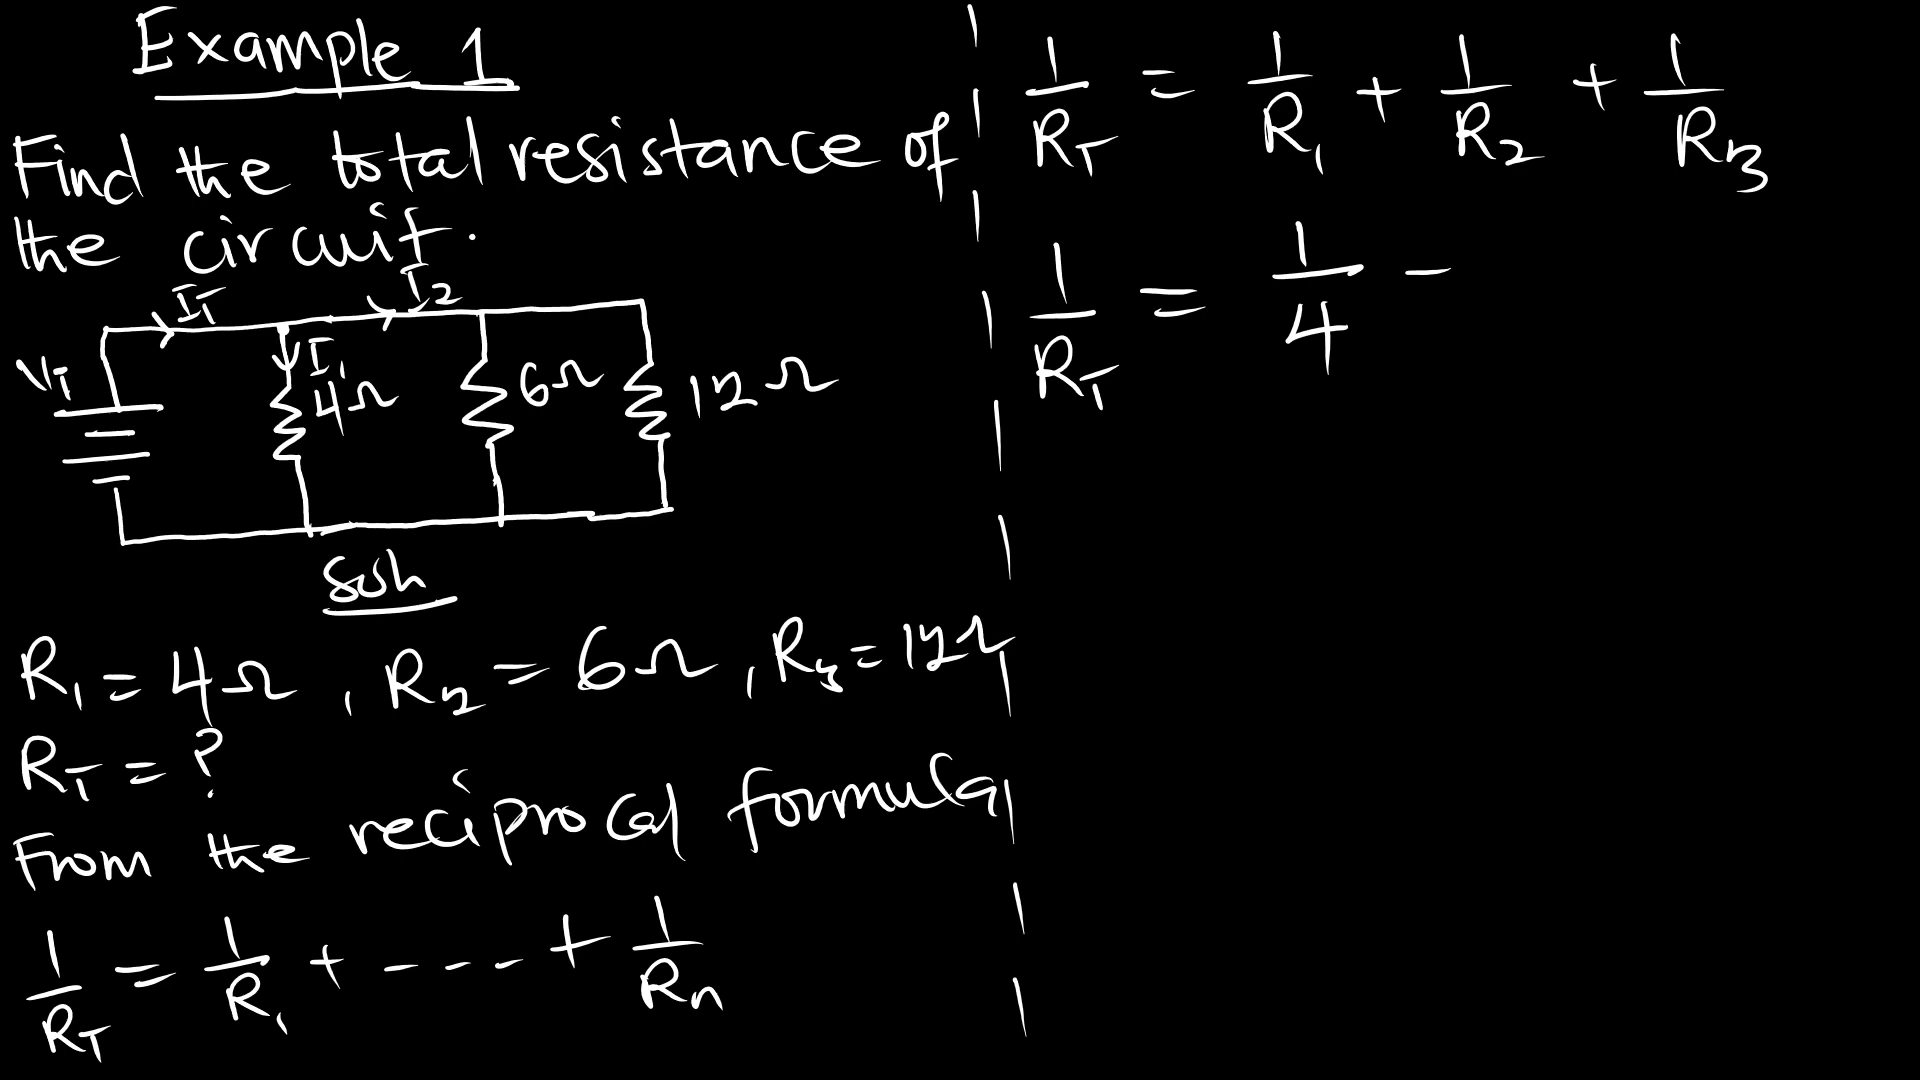 Example 1
Find the total resistance of
the circuit.
I_T I_2
V_i I_1
4Ω 6Ω 12Ω
Soln
R_1 = 4Ω , R_2 = 6Ω , R_3 = 12Ω
R_T = ?
From the reciprocal formula
1/R_T = 1/R_1 + - - - - + 1/R_n
1/R_T = 1/R_1 + 1/R_2 + 1/R_3
1/R_T = 1/4 -